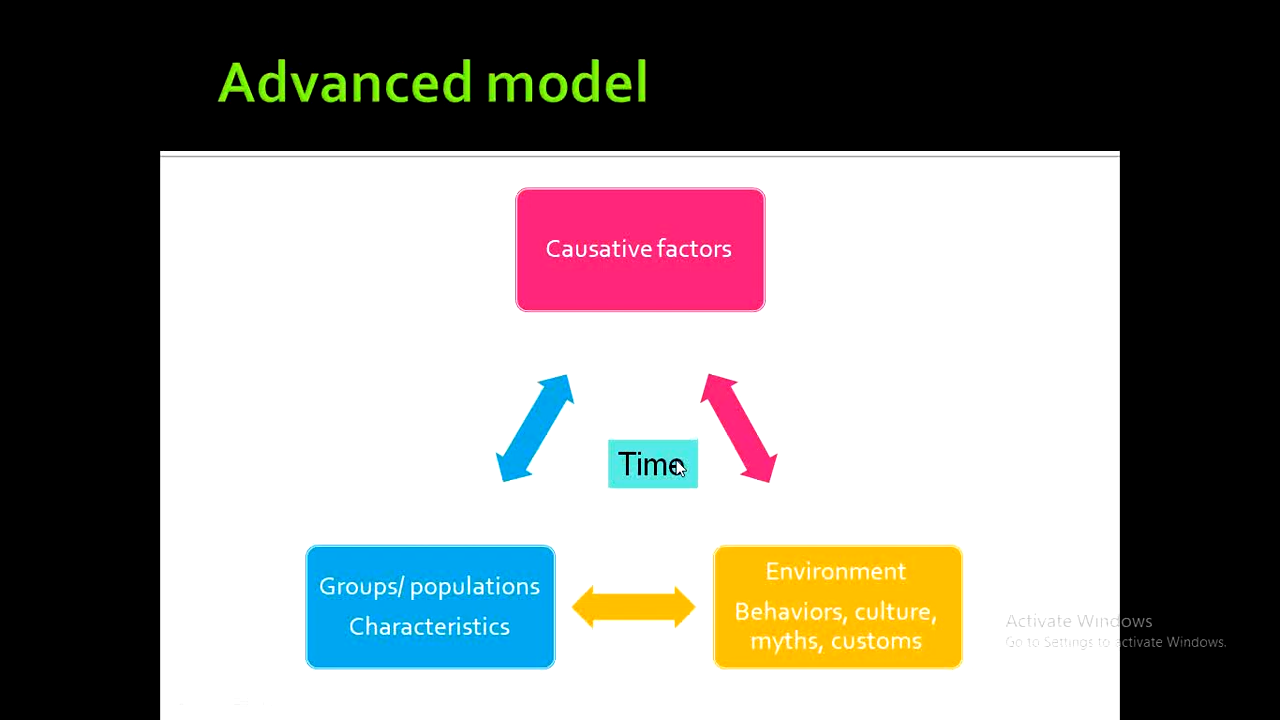 Advanced model
Causative factors
Time
Groups/ populations
Characteristics
Environment
Behaviors, culture,
myths, customs
Activate Windows
Go to Settings to activate Windows.